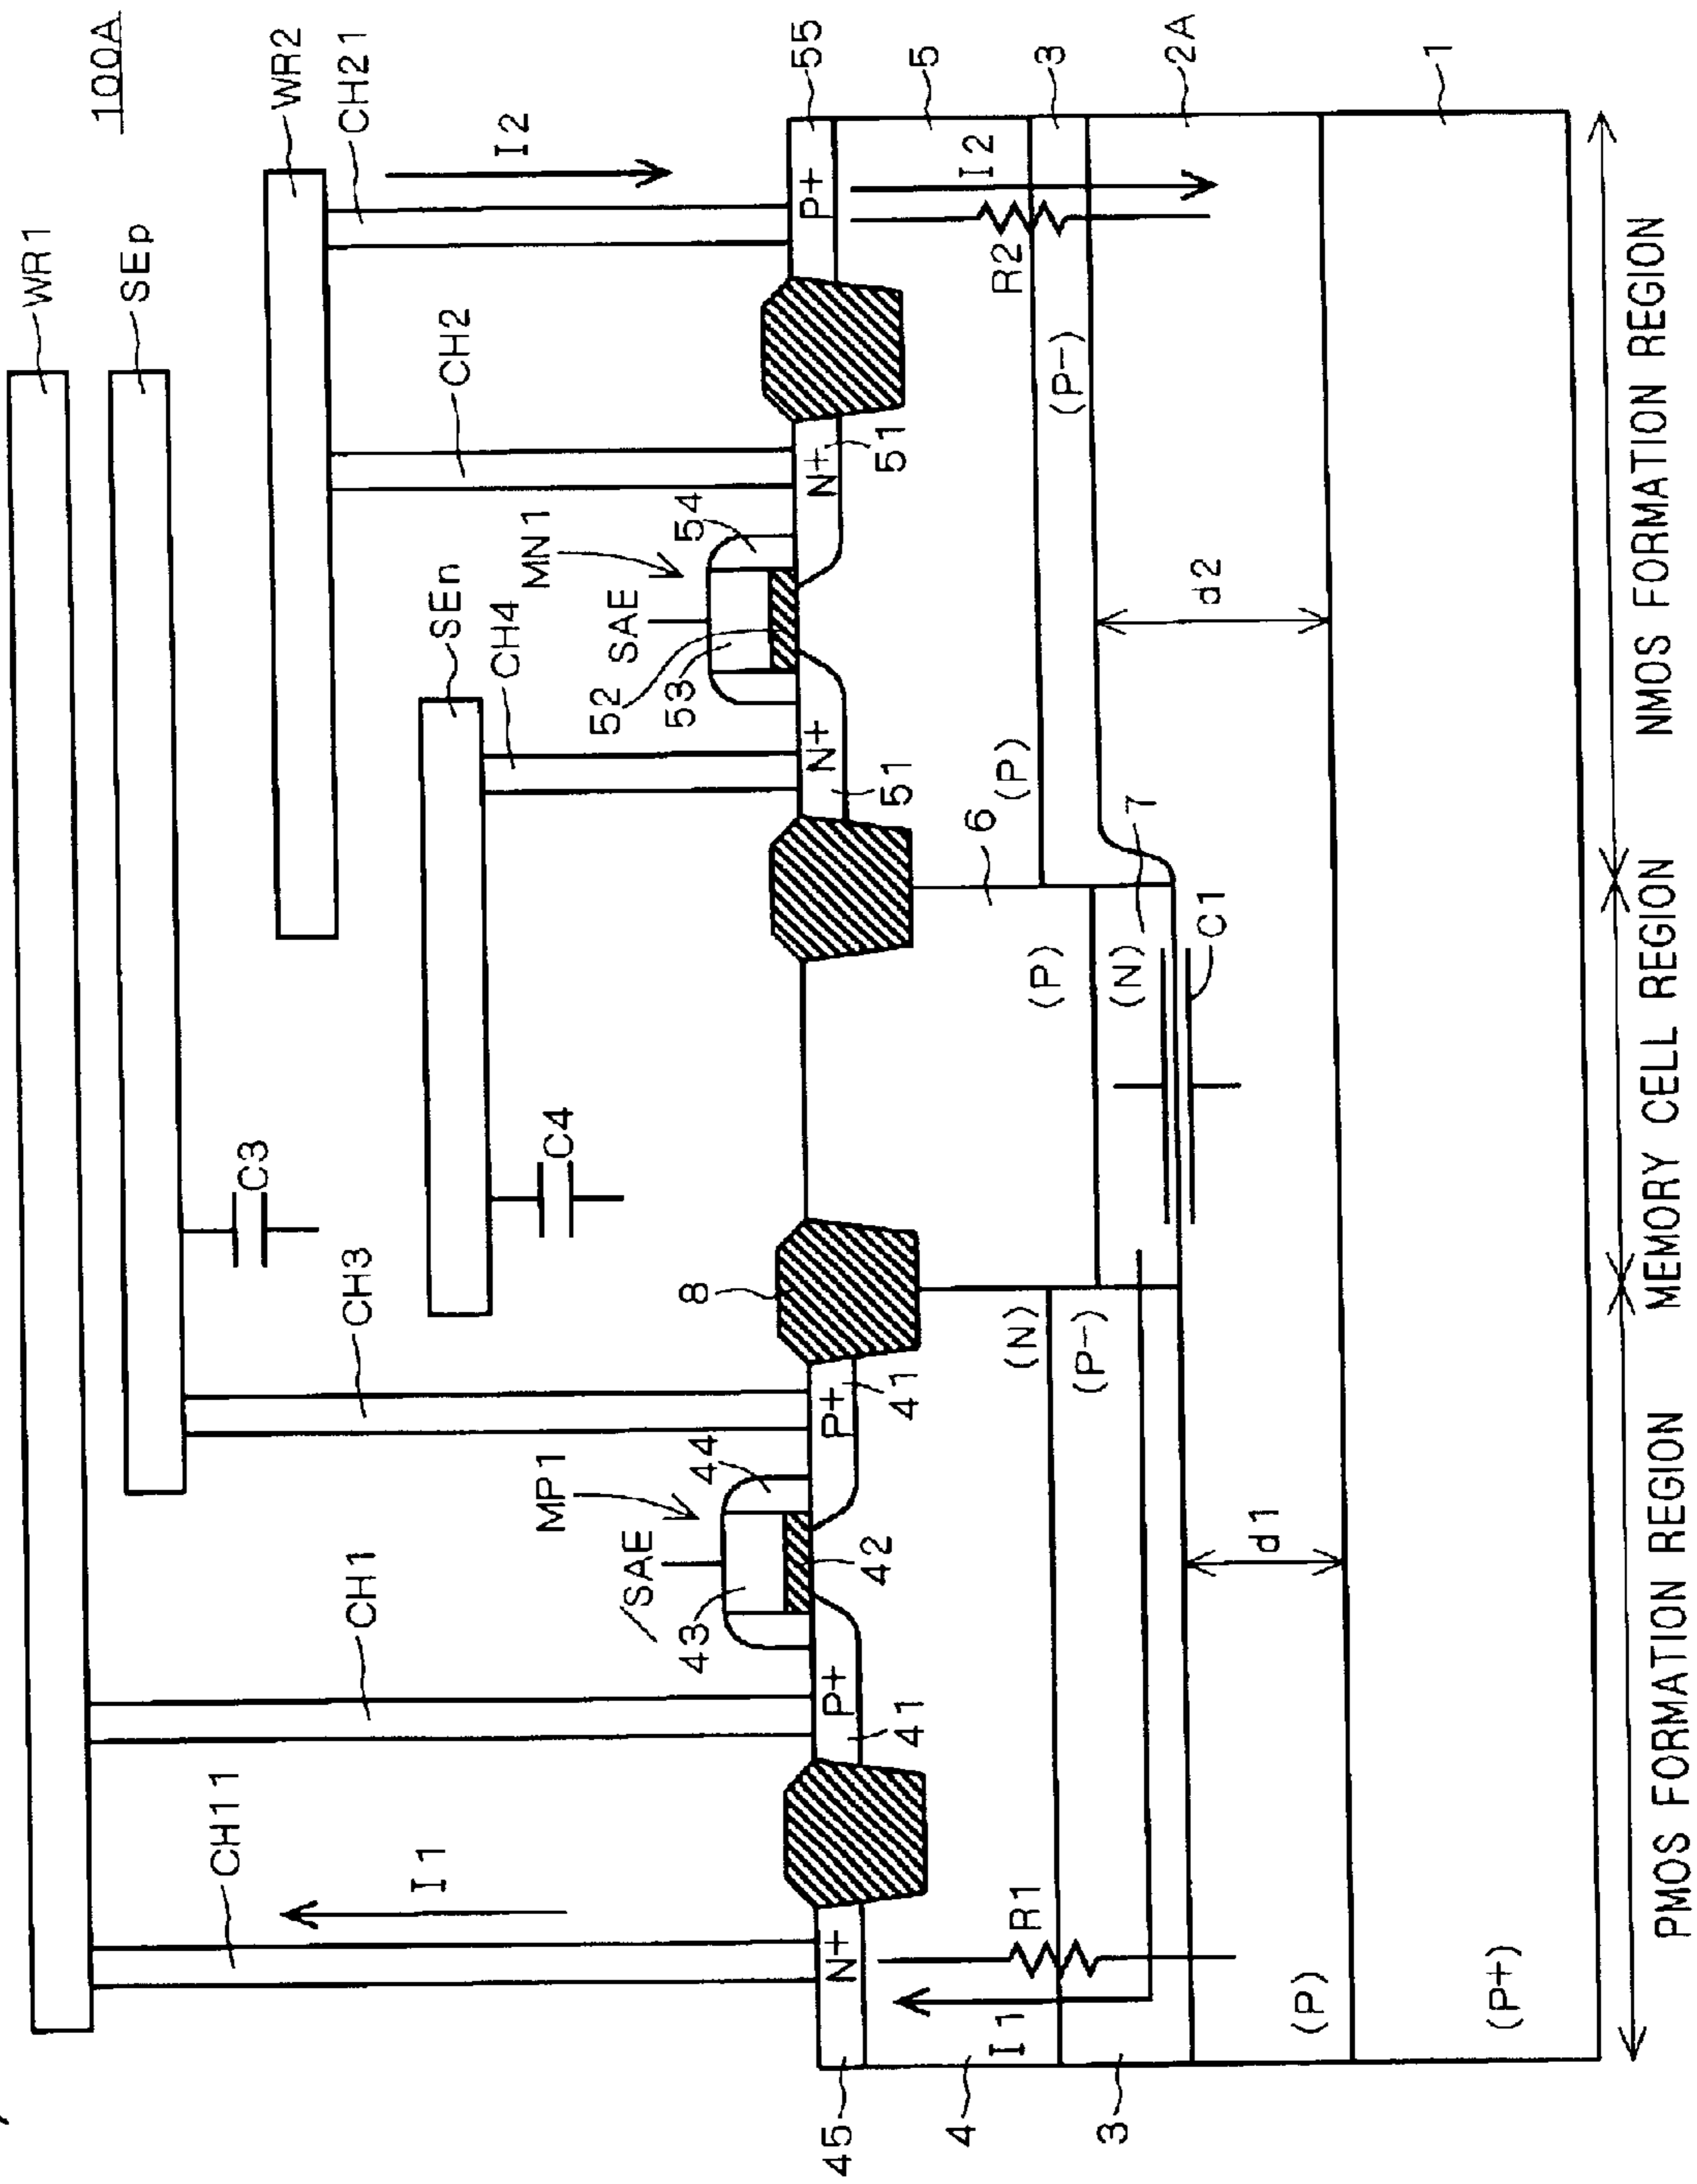 100A
WR1
SEp
WR2
CH21
I2
CH11
I1
CH1
CH3
C3
C4
SEn
CH4
CH2
/SAE
MP1
43
44
42
8
SAE
MN1
52
53
54
45
N+
P+
41
P+
41
N+
51
N+
51
P+
55
4
I1
R1
(N)
(P)
6
(P)
R2
I2
5
3
(P-)
(N)
7
(P-)
3
C1
d1
d2
2A
(P)
(P+)
1
PMOS FORMATION REGION
MEMORY CELL REGION
NMOS FORMATION REGION